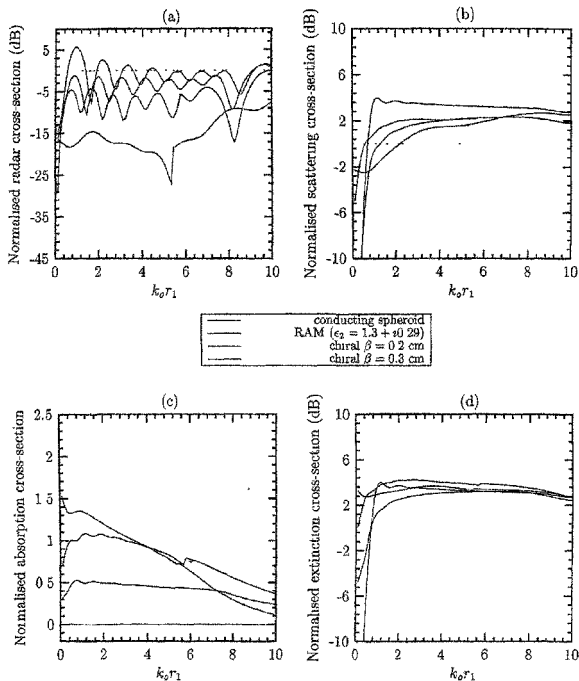 (a)
Normalised radar cross-section (dB)
5
-5
-15
-25
-35
-45
0 2 4 6 8 10
k₀r₁
(b)
Normalised scattering cross-section (dB)
10
6
2
-2
-6
-10
0 2 4 6 8 10
k₀r₁
conducting spheroid
RAM (ϵ₂ = 1.3 + ı0 29)
chiral β = 0 2 cm
chiral β = 0.3 cm
(c)
Normalised absorption cross-section
2.5
2
1 5
1
0 5
0
0 2 4 6 8 10
k₀r₁
(d)
Normalised extinction cross-section (dB)
10
6
2
-2
-6
-10
0 2 4 6 8 10
k₀r₁